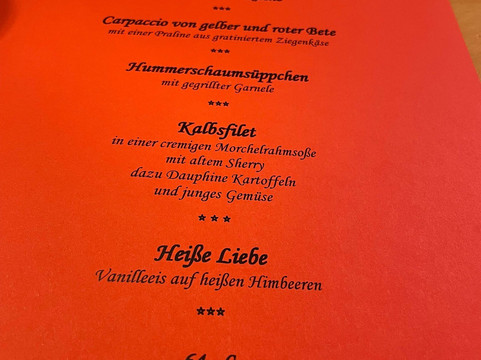 ***
Carpaccio von gelber und roter Bete
mit einer Praline aus gratiniertem Ziegenkäse
***
Hummerschaumsüppchen
mit gegrillter Garnele
***
Kalbsfilet
in einer cremigen Morchelrahmsoße
mit altem Sherry
dazu Dauphine Kartoffeln
und junges Gemüse
***
Heiße Liebe
Vanilleeis auf heißen Himbeeren
***